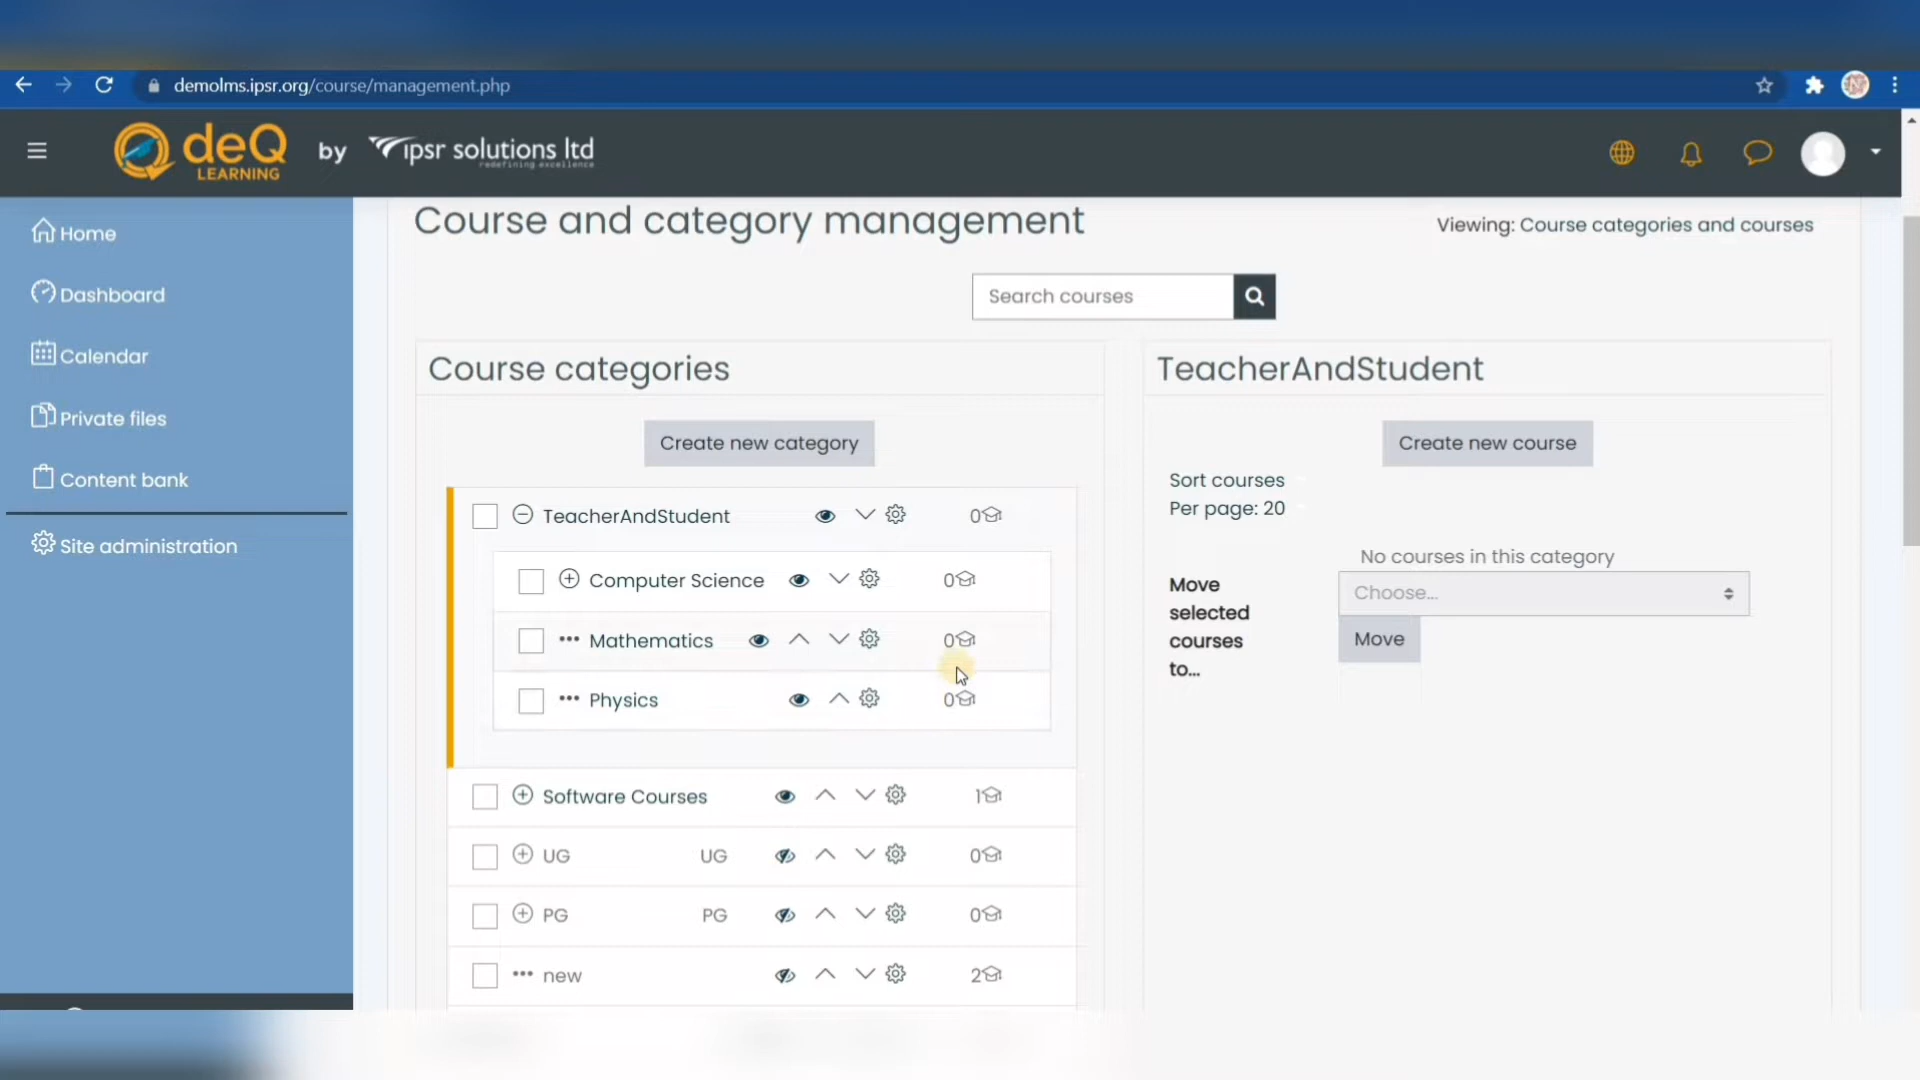 demolms.ipsr.org/course/management.php
deQ LEARNING by ipsr solutions ltd
redefining excellence
Home
Dashboard
Calendar
Private files
Content bank
Site administration
Course and category management
Viewing: Course categories and courses
Search courses
Course categories
Create new category
TeacherAndStudent 0
Computer Science 0
Mathematics 0
Physics 0
Software Courses 1
UG UG 0
PG PG 0
new 2
TeacherAndStudent
Create new course
Sort courses
Per page: 20
No courses in this category
Move selected courses to...
Choose...
Move